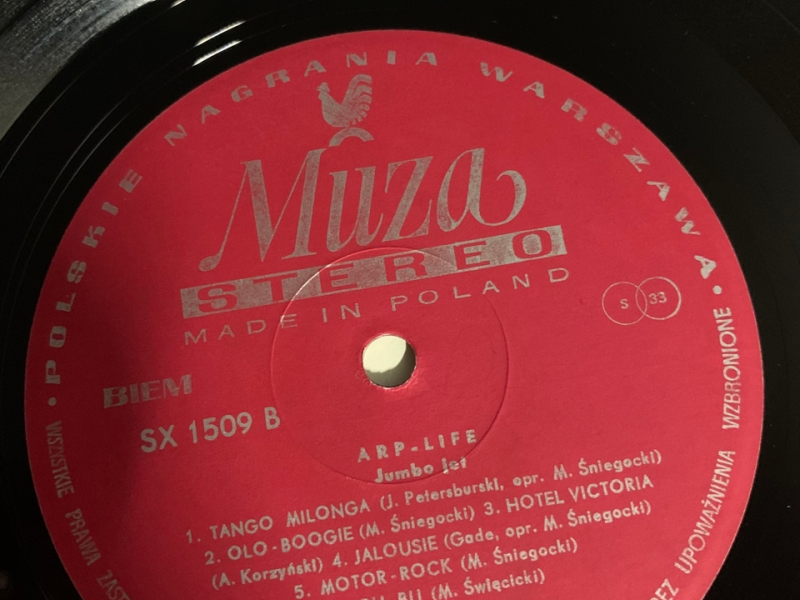 • POLSKIE NAGRANIA WARSZAWA •
Muza
STEREO
MADE IN POLAND
S 33
BIEM
SX 1509 B
ARP-LIFE
Jumbo jet
1. TANGO MILONGA (J. Petersburski, opr. M. Śniegocki)
2. OLO-BOOGIE (M. Śniegocki) 3. HOTEL VICTORIA
(A. Korzyński) 4. JALOUSIE (Gade, opr. M. Śniegocki)
5. MOTOR-ROCK (M. Śniegocki)
BU (M. Święcicki)
WSZYSTKIE PRAWA
UPOWAŻNIENIA WZBRONIONE